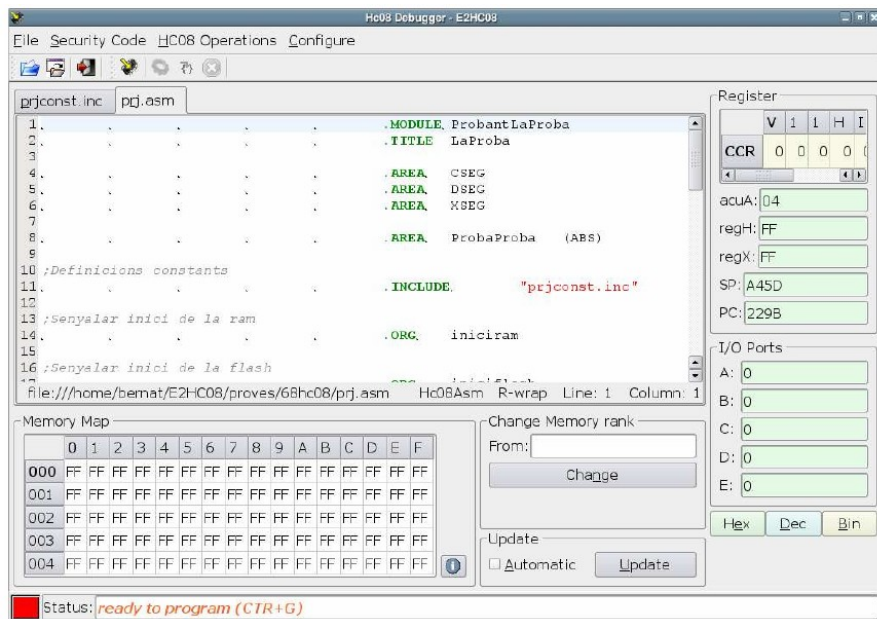 Hc08 Debugger - E2HC08
File Security Code HC08 Operations Configure
prjconst.inc prj.asm
1. .MODULE. ProbantLaProba
2. .TITLE LaProba
3
4. .AREA. CSEG
5. .AREA. DSEG
6. .AREA. XSEG
7
8. .AREA. ProbaProba (ABS)
9
10 ;Definicions constants
11. .INCLUDE. "prjconst.inc"
12
13 ;Senyalar inici de la ram
14. .ORG. iniciram
15
16 ;Senyalar inici de la flash
file:///home/bernat/E2HC08/proves/68hc08/prj.asm Hc08Asm R-wrap Line: 1 Column: 1
Register
V 1 1 H I
CCR 0 0 0 0
acuA: 04
regH: FF
regX: FF
SP: A45D
PC: 229B
I/O Ports
A: 0
B: 0
C: 0
D: 0
E: 0
Hex Dec Bin
Memory Map
0 1 2 3 4 5 6 7 8 9 A B C D E F
000 FF FF FF FF FF FF FF FF FF FF FF FF FF FF FF FF
001 FF FF FF FF FF FF FF FF FF FF FF FF FF FF FF FF
002 FF FF FF FF FF FF FF FF FF FF FF FF FF FF FF FF
003 FF FF FF FF FF FF FF FF FF FF FF FF FF FF FF FF
004 FF FF FF FF FF FF FF FF FF FF FF FF FF FF FF FF
Change Memory rank
From:
Change
Update
Automatic Update
Status: ready to program (CTR+G)